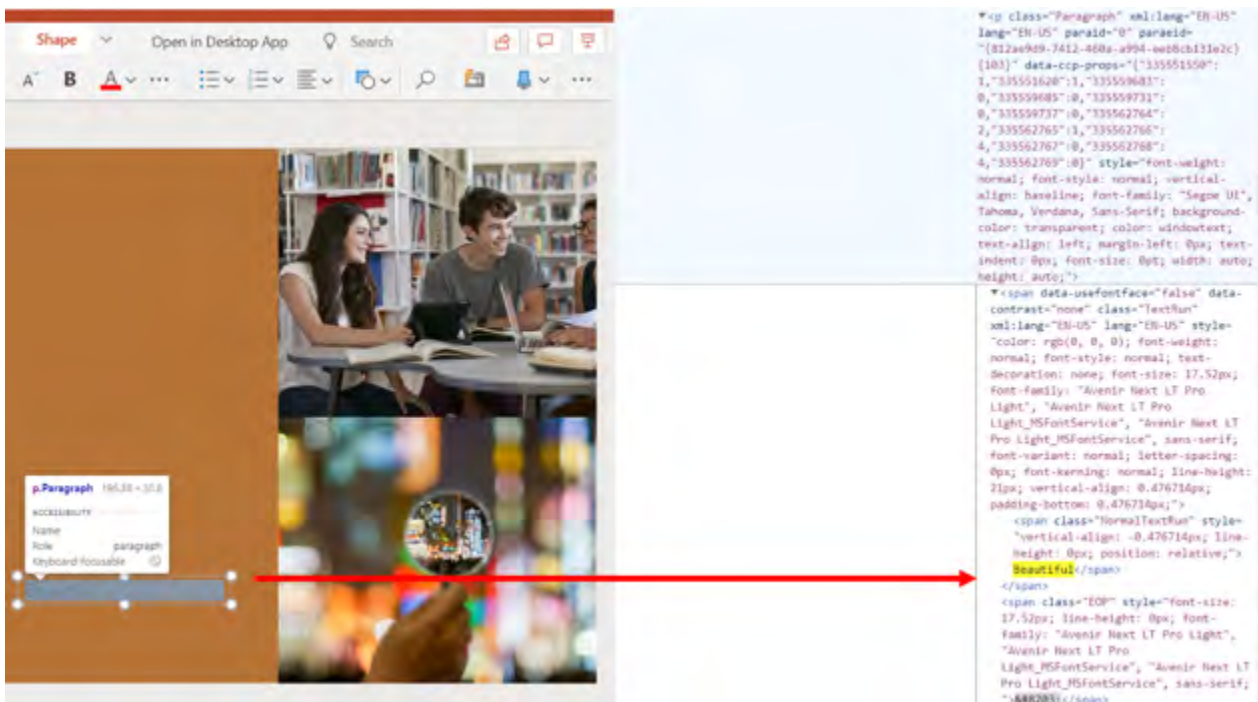 Shape
Open in Desktop App
Search
A
B
A
p.Paragraph
ACCESSIBILITY
Name
Role paragraph
Keyboard-focusable
<p class="Paragraph" xml:lang="EN-US"
lang="EN-US" paraid="0" paraeid=
{103}" data-ccp-props="{"335551550":
1,"335551620":1,"335559683":
0,"335559685":0,"335559731":
0,"335559737":0,"335562764":
2,"335562765":1,"335562766":
4,"335562767":0,"335562768":
4,"335562769":0}" style="font-weight:
normal; font-style: normal; vertical-
align: baseline; font-family: "Segoe UI",
Tahoma, Verdana, Sans-Serif; background-
color: transparent; color: windowtext;
text-align: left; margin-left: 0px; text-
indent: 0px; font-size: 0pt; width: auto;
height: auto;">
<span data-usefontface="false" data-
contrast="none" class="TextRun"
xml:lang="EN-US" lang="EN-US" style=
"color: rgb(0, 0, 0); font-weight:
normal; font-style: normal; text-
decoration: none; font-size: 17.52px;
font-family: "Avenir Next LT Pro
Light", "Avenir Next LT Pro
Light_MSFontService", "Avenir Next LT
Pro Light_MSFontService", sans-serif;
font-variant: normal; letter-spacing:
0px; font-kerning: normal; line-height:
21px; vertical-align: 0.476714px;
padding-bottom: 0.476714px;">
<span class="NormalTextRun" style=
"vertical-align: -0.476714px; line-
height: 0px; position: relative;">
Beautiful</span>
</span>
<span class="EOP" style="font-size:
17.52px; line-height: 0px; font-
family: "Avenir Next LT Pro Light",
"Avenir Next LT Pro
Light_MSFontService", "Avenir Next LT
Pro Light_MSFontService", sans-serif;